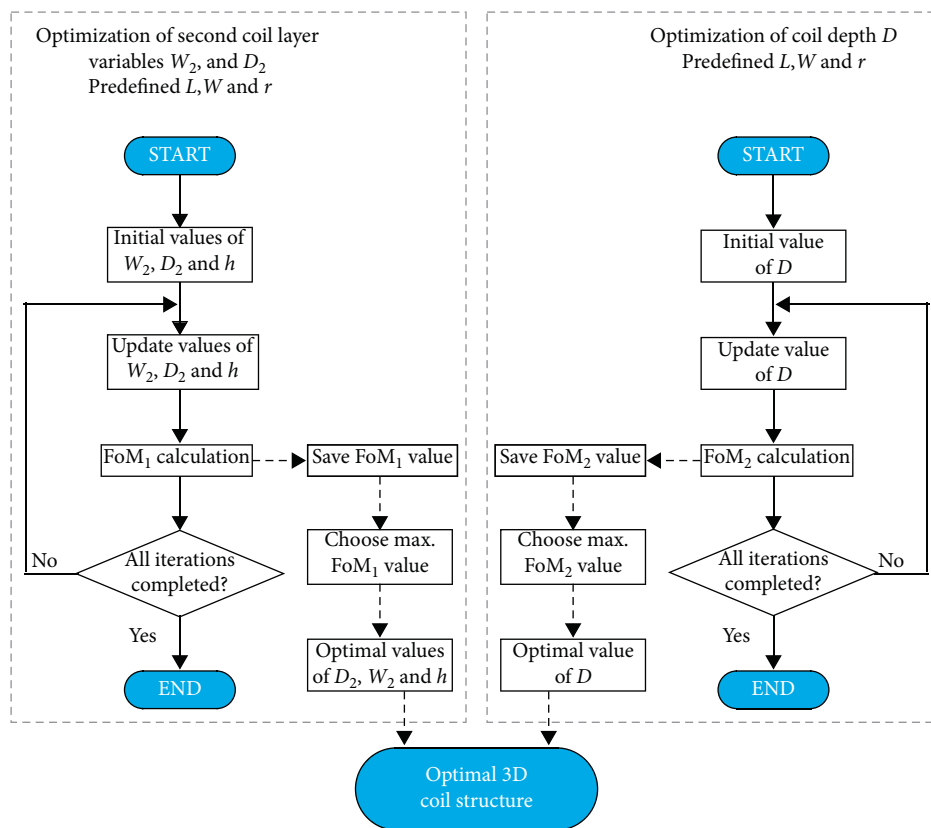 Optimization of second coil layer
variables W₂, and D₂
Predefined L,W and r
START
Initial values of
W₂, D₂ and h
Update values of
W₂, D₂ and h
FoM₁ calculation
Save FoM₁ value
All iterations
completed?
No
Yes
END
Choose max.
FoM₁ value
Optimal values
of D₂, W₂ and h
Optimization of coil depth D
Predefined L,W and r
START
Initial value
of D
Update value
of D
FoM₂ calculation
Save FoM₂ value
All iterations
completed?
No
Yes
END
Choose max.
FoM₂ value
Optimal value
of D
Optimal 3D
coil structure